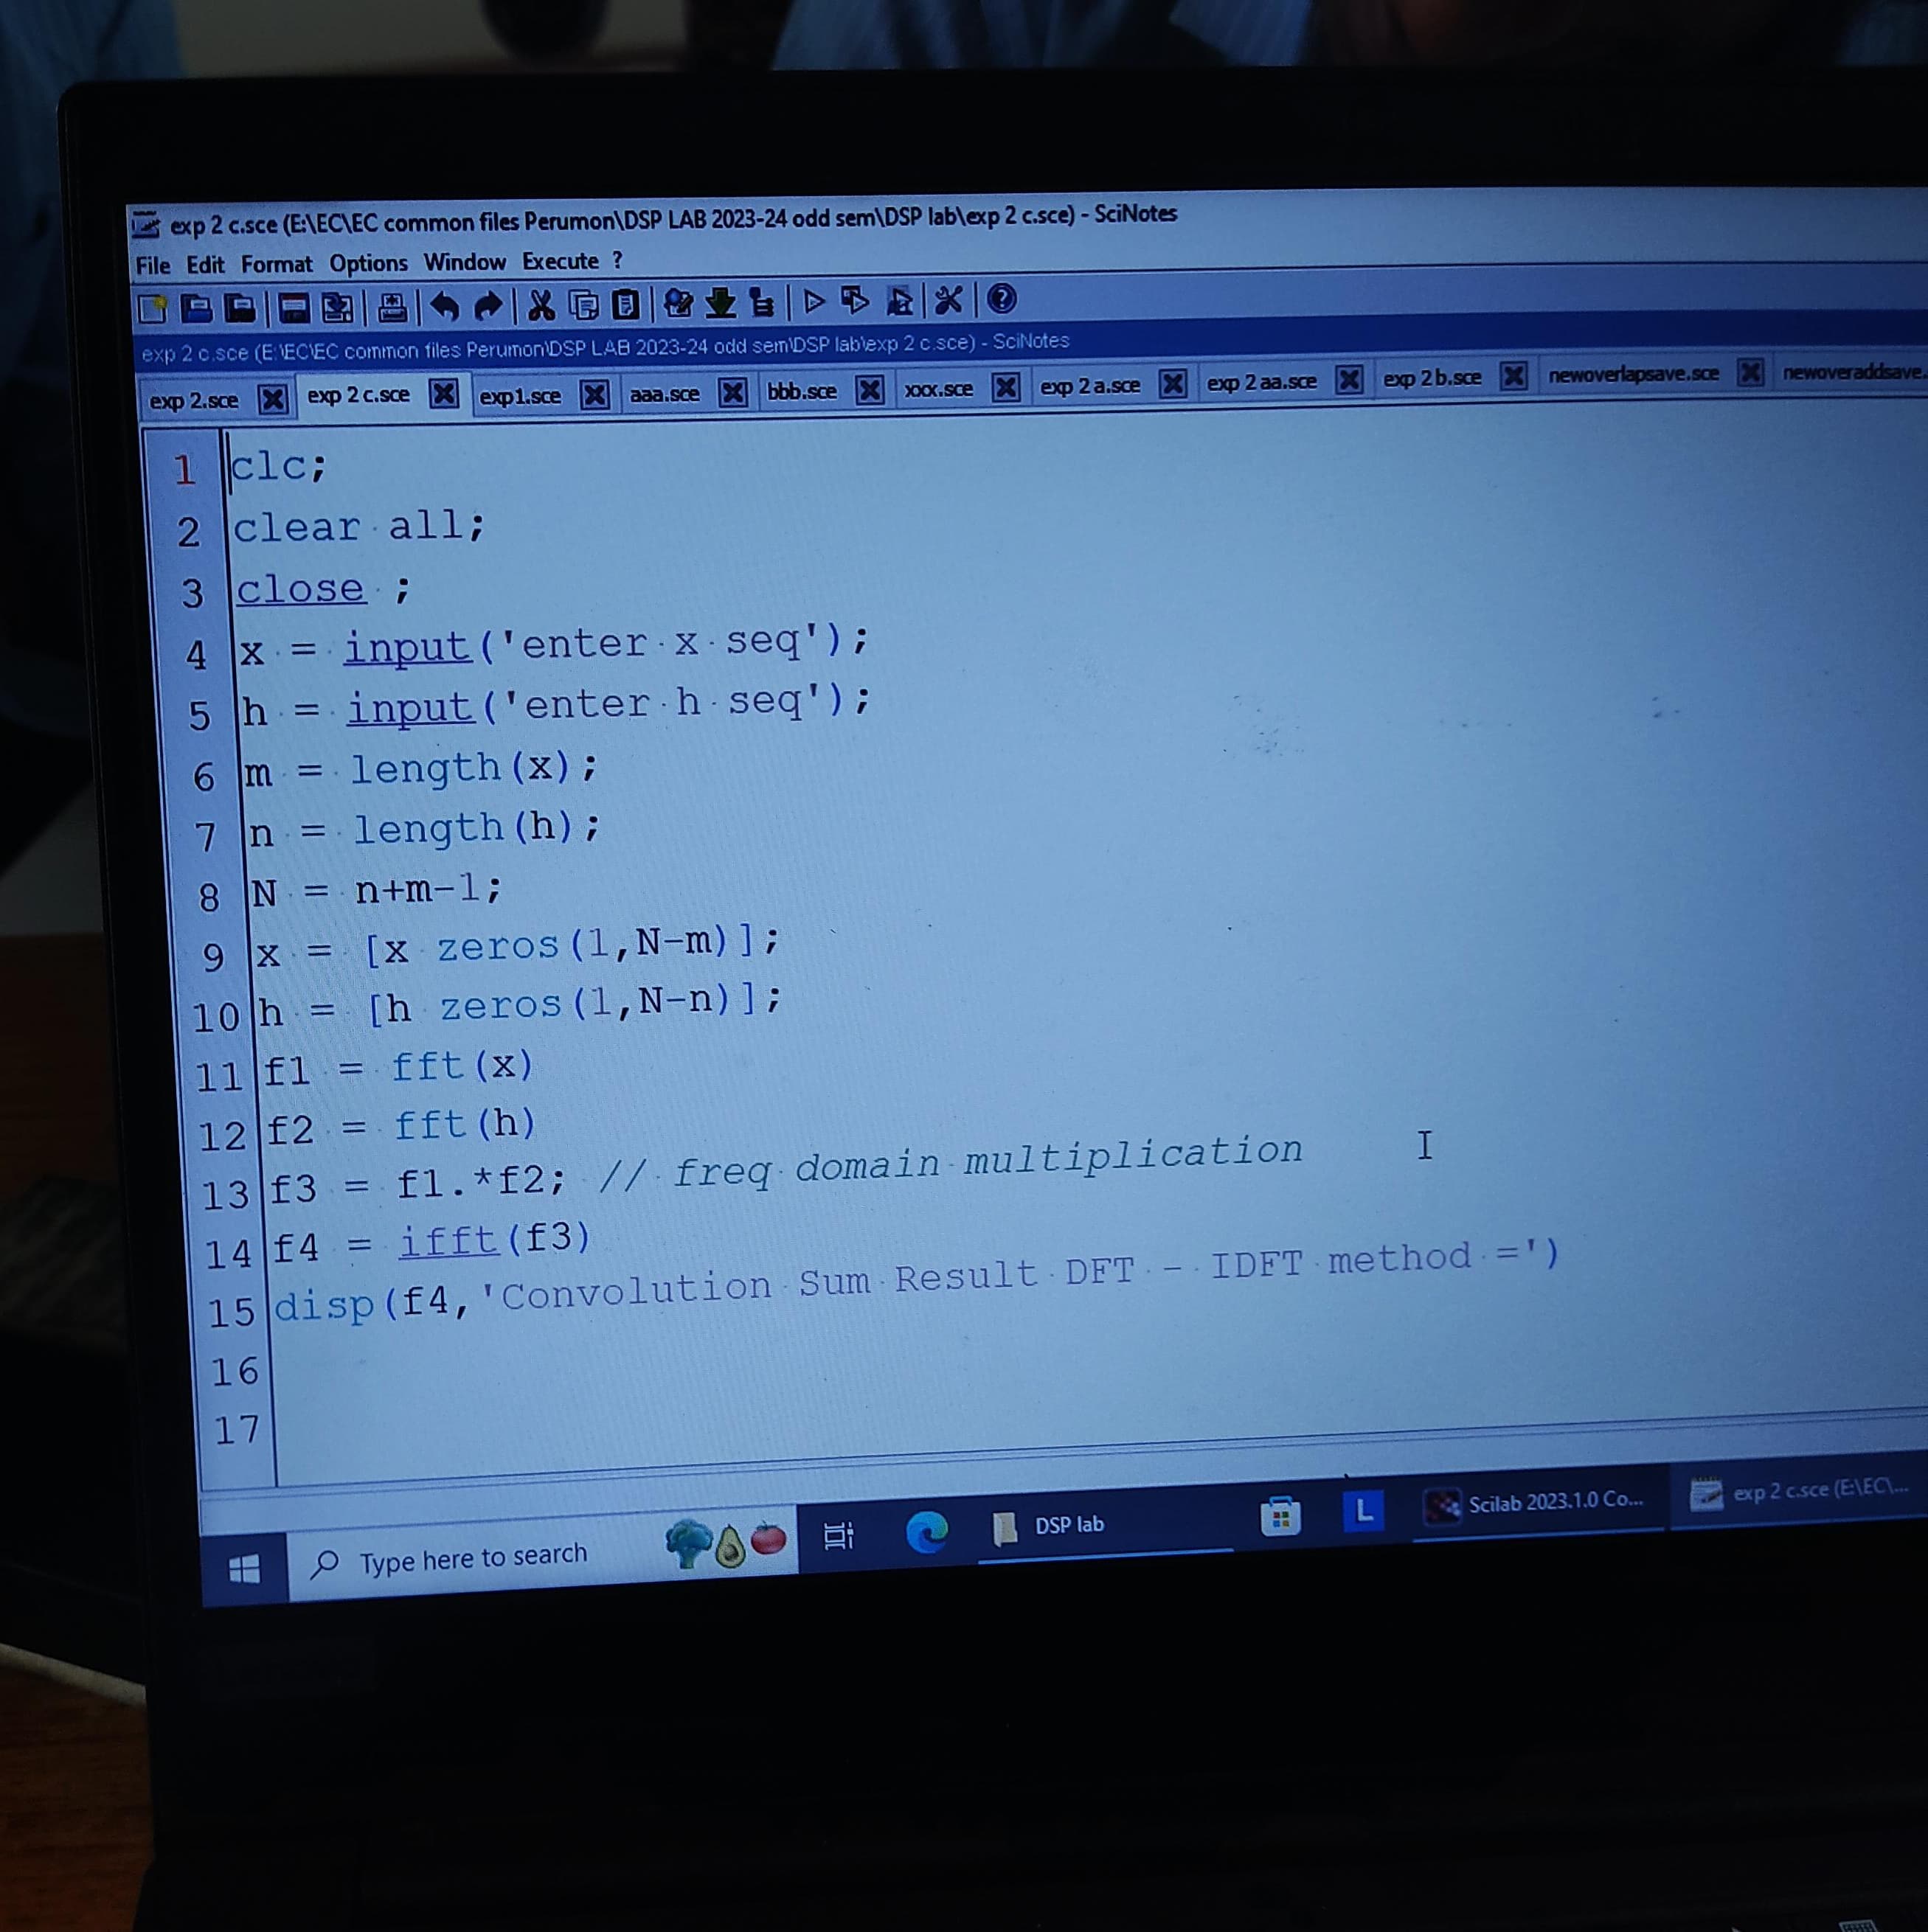 exp 2 c.sce (E:\EC\EC common files Perumon\DSP LAB 2023-24 odd sem\DSP lab\exp 2 c.sce) - SciNotes
File Edit Format Options Window Execute ?
exp 2 c.sce (E:\EC\EC common files Perumon\DSP LAB 2023-24 odd sem\DSP lab\exp 2 c.sce) - SciNotes
exp 2.sce exp 2 c.sce exp1.sce aaa.sce bbb.sce xxx.sce exp 2 a.sce exp 2 aa.sce exp 2 b.sce newoverlapsave.sce newoveraddsave.
1 clc;
2 clear all;
3 close ;
4 x = input('enter x seq');
5 h = input('enter h seq');
6 m = length(x);
7 n = length(h);
8 N = n+m-1;
9 x = [x zeros(1,N-m)];
10 h = [h zeros(1,N-n)];
11 f1 = fft(x)
12 f2 = fft(h)
13 f3 = f1.*f2; // freq domain multiplication
14 f4 = ifft(f3)
15 disp(f4,'Convolution Sum Result DFT - IDFT method =')
16
17
Type here to search DSP lab L Scilab 2023.1.0 Co... exp 2 c.sce (E:\EC\...